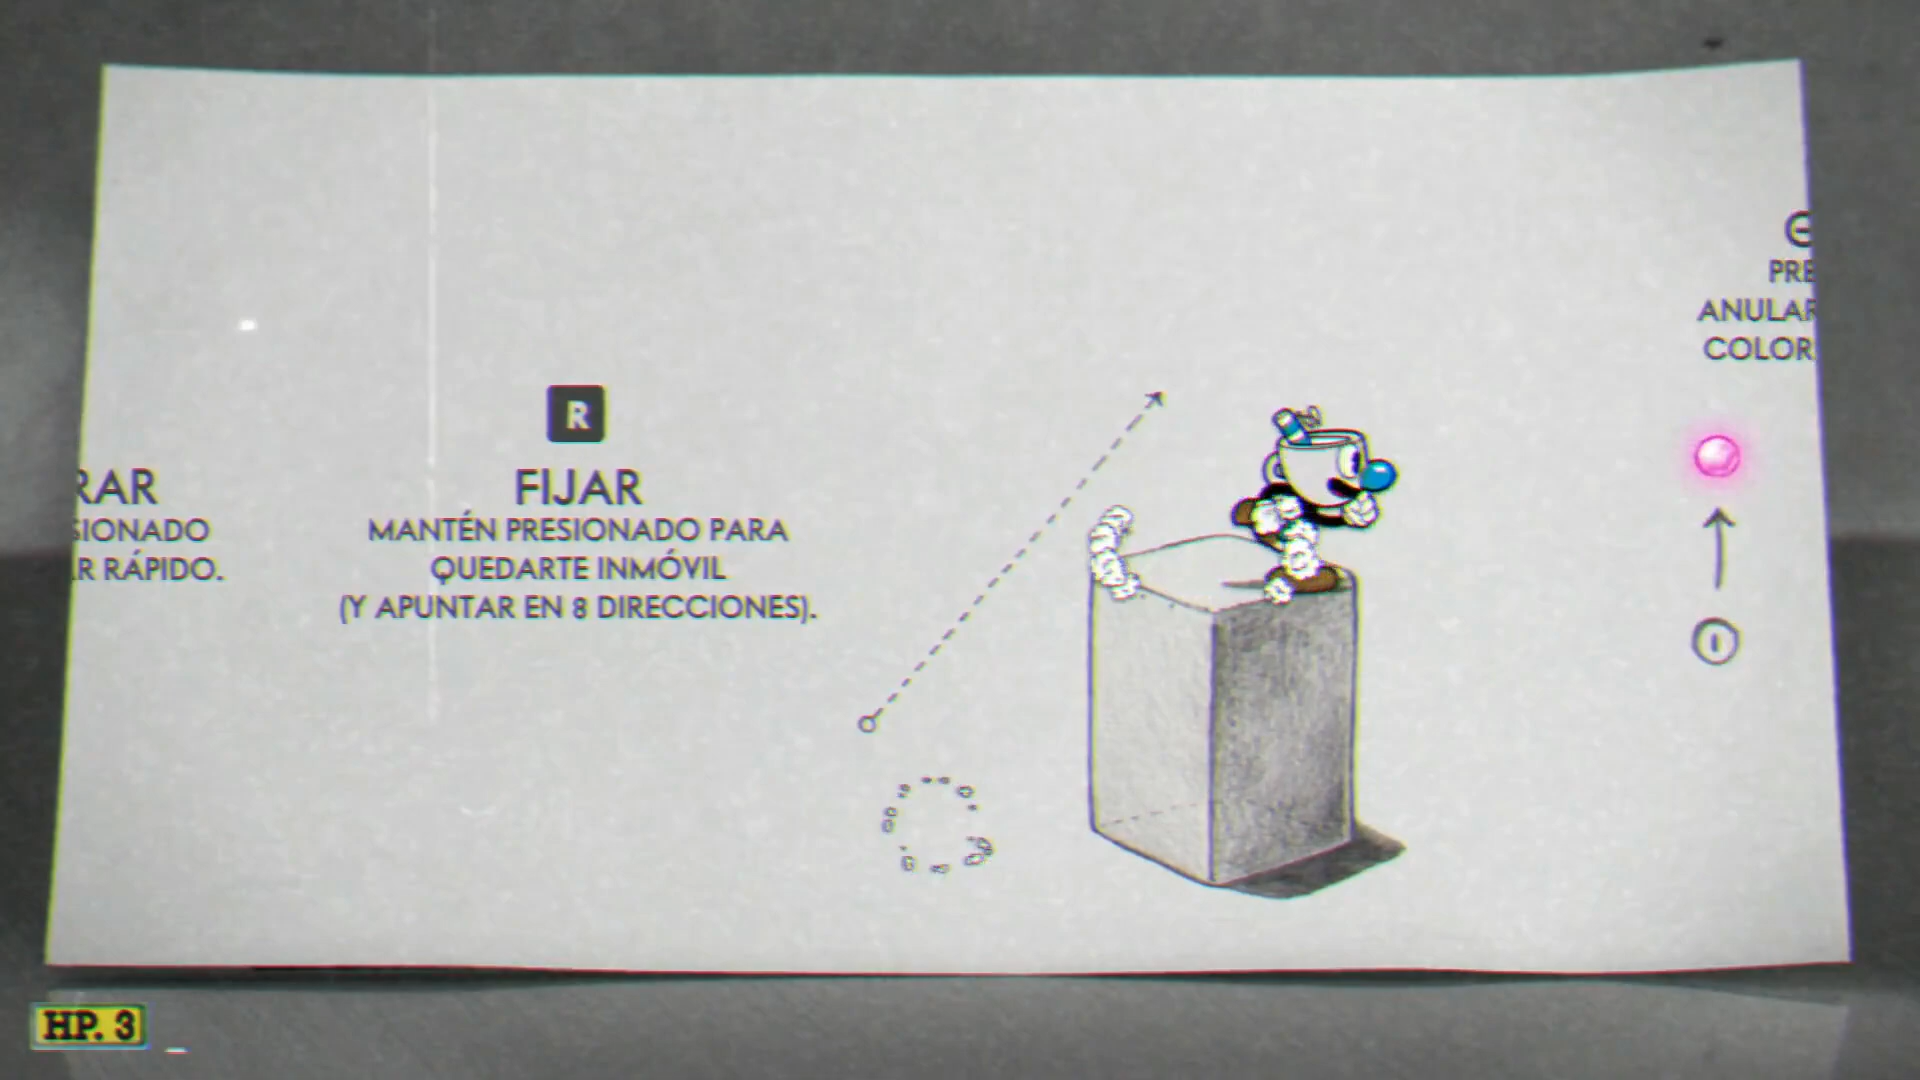 RAR
SIONADO
R RÁPIDO.
R
FIJAR
MANTÉN PRESIONADO PARA
QUEDARTE INMÓVIL
(Y APUNTAR EN 8 DIRECCIONES).
PRE
ANULAR
COLOR
HP. 3